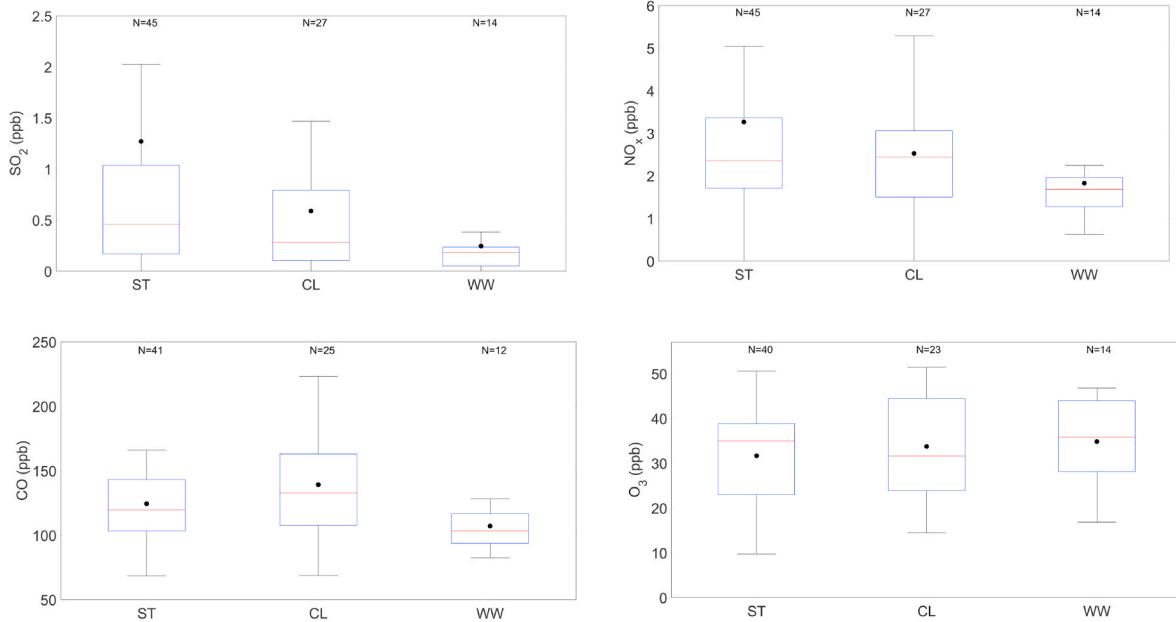 N=45 N=27 N=14
2.5
2
1.5
1
0.5
0
SO2 (ppb)
ST CL WW
N=45 N=27 N=14
6
5
4
3
2
1
0
NOx (ppb)
ST CL WW
N=41 N=25 N=12
250
200
150
100
50
CO (ppb)
ST CL WW
N=40 N=23 N=14
50
40
30
20
10
0
O3 (ppb)
ST CL WW